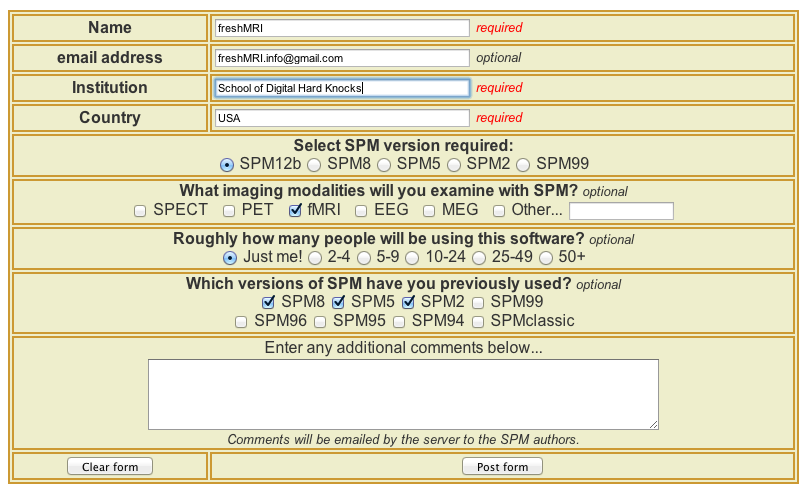 Name freshMRI required
email address freshMRI.info@gmail.com optional
Institution School of Digital Hard Knocks required
Country USA required
Select SPM version required:
SPM12b SPM8 SPM5 SPM2 SPM99
What imaging modalities will you examine with SPM? optional
SPECT PET fMRI EEG MEG Other...
Roughly how many people will be using this software? optional
Just me! 2-4 5-9 10-24 25-49 50+
Which versions of SPM have you previously used? optional
SPM8 SPM5 SPM2 SPM99
SPM96 SPM95 SPM94 SPMclassic
Enter any additional comments below...
Comments will be emailed by the server to the SPM authors.
Clear form Post form